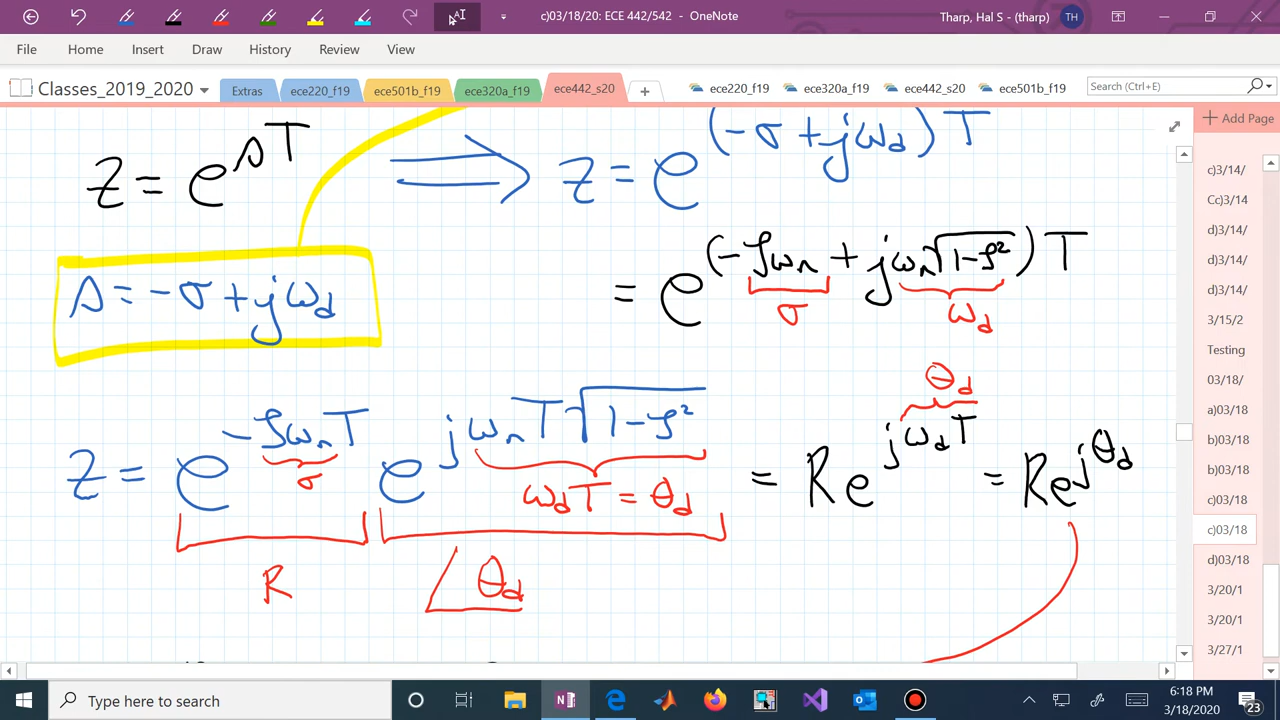 c)03/18/20: ECE 442/542 - OneNote
Tharp, Hal S - (tharp)
TH
File Home Insert Draw History Review View
Classes_2019_2020
Extras
ece220_f19
ece501b_f19
ece320a_f19
ece442_s20
ece220_f19
ece320a_f19
ece442_s20
ece501b_f19
Search (Ctrl+E)
Add Page
c)3/14/
Cc)3/14
d)3/14/
d)3/14/
d)3/14/
3/15/2
Testing
03/18/
a)03/18
b)03/18
b)03/18
c)03/18
c)03/18
d)03/18
3/20/1
3/20/1
3/27/1
z = e^{sT} ⟹ z = e^{(-σ + jω_d)T}
= e^{(-ζω_n + jω_n√(1-ζ²))T}
σ ω_d
s = -σ + jω_d
θ_d
z = e^{-ζω_nT} e^{jω_nT√(1-ζ²)} = Re^{jω_dT} = Re^{jθ_d}
σ ω_dT = θ_d
R ∠θ_d
Type here to search
6:18 PM
3/18/2020
23